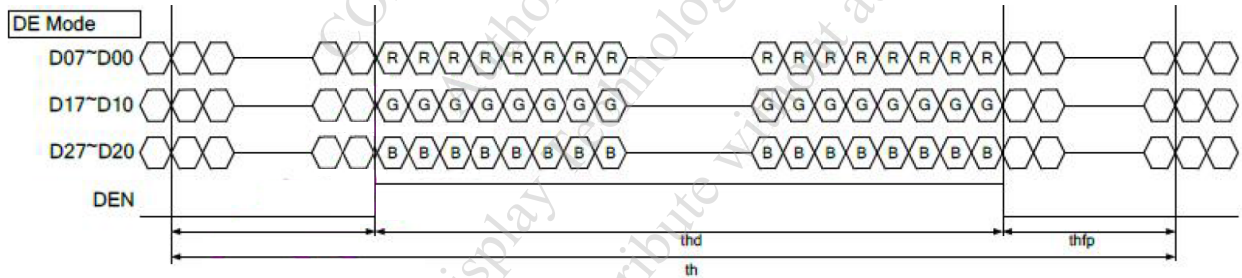 DE Mode
D07~D00 R R R R R R R R R R R R R R R R
D17~D10 G G G G G G G G G G G G G G G G
D27~D20 B B B B B B B B B B B B B B B B
DEN
thd thfp
th